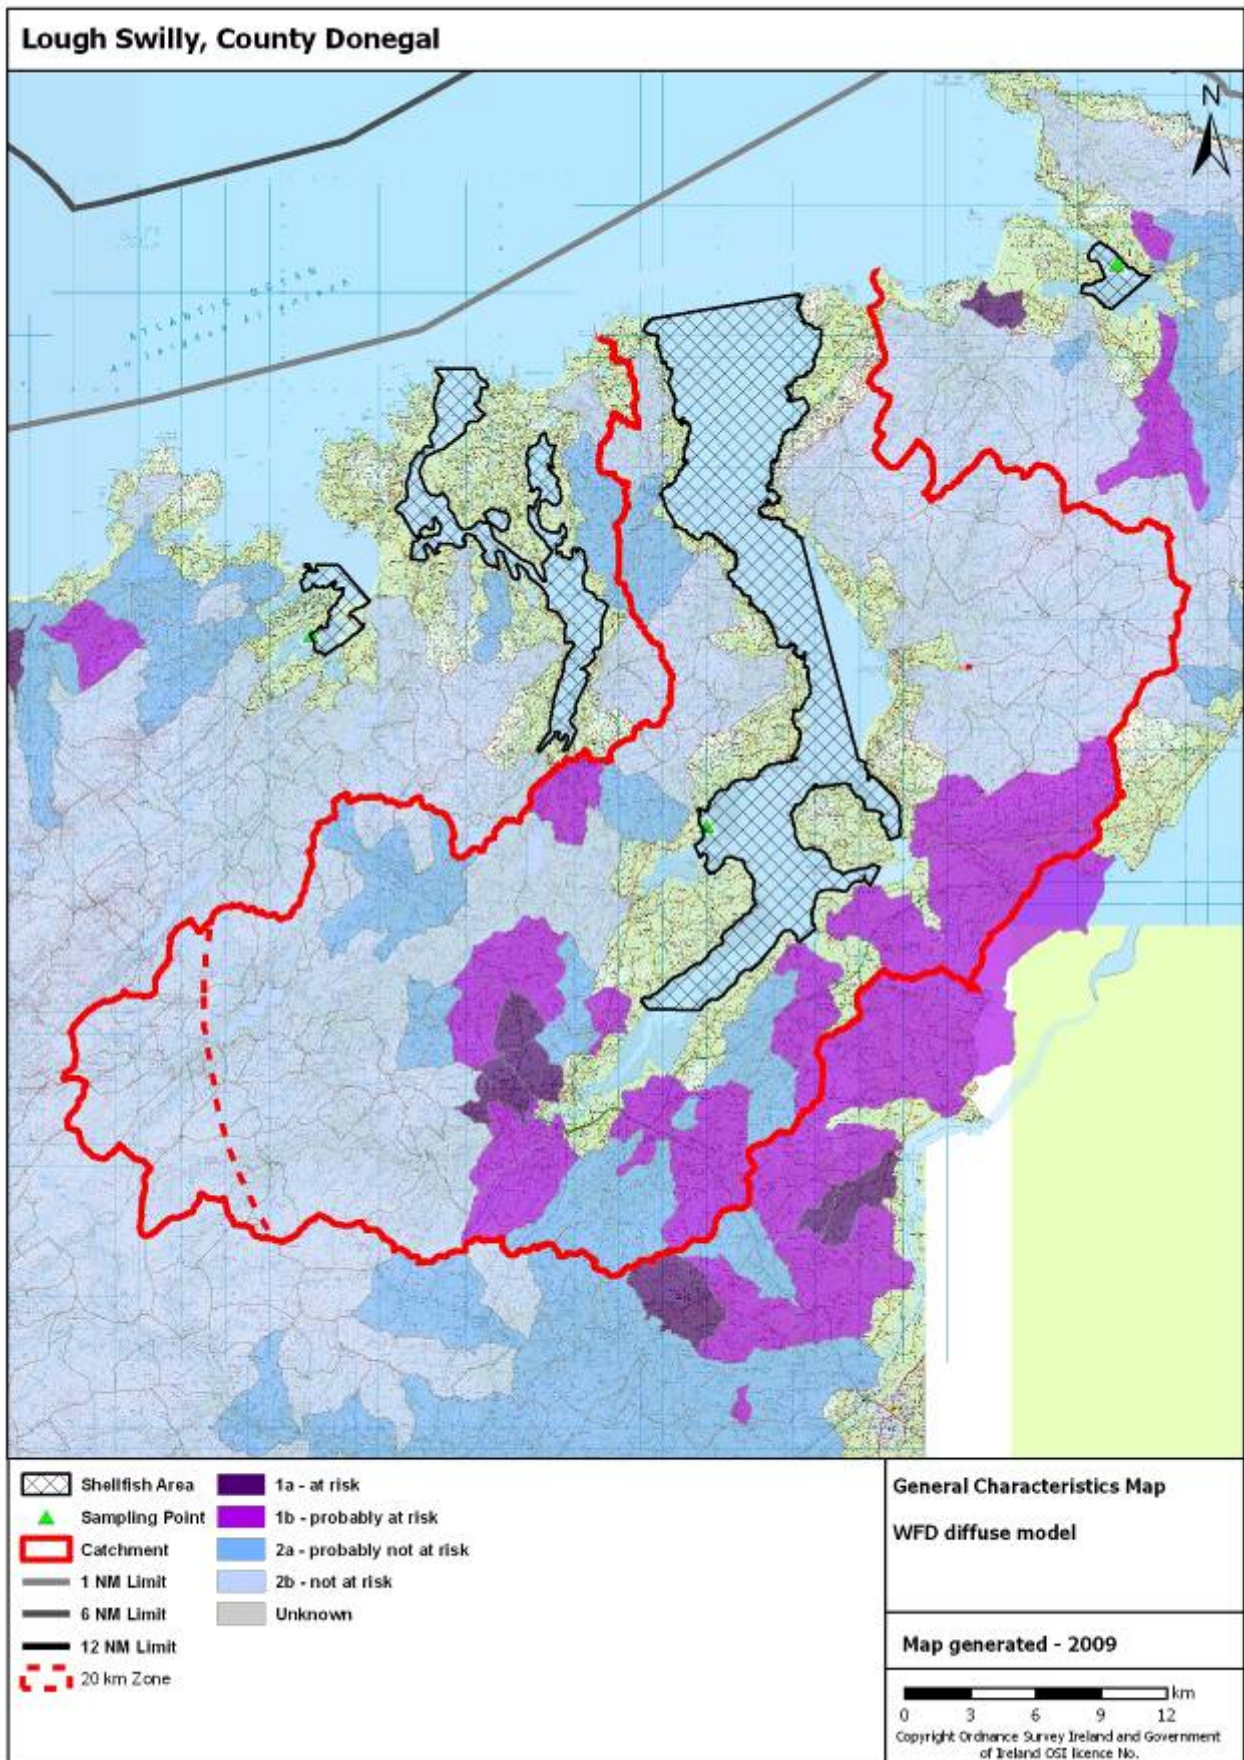 Lough Swilly, County Donegal
N
ATLANTIC OCEAN
Shellfish Area
Sampling Point
Catchment
1 NM Limit
6 NM Limit
12 NM Limit
20 km Zone
1a - at risk
1b - probably at risk
2a - probably not at risk
2b - not at risk
Unknown
General Characteristics Map
WFD diffuse model
Map generated - 2009
km
0 3 6 9 12
Copyright Ordnance Survey Ireland and Government
of Ireland OSI licence No.